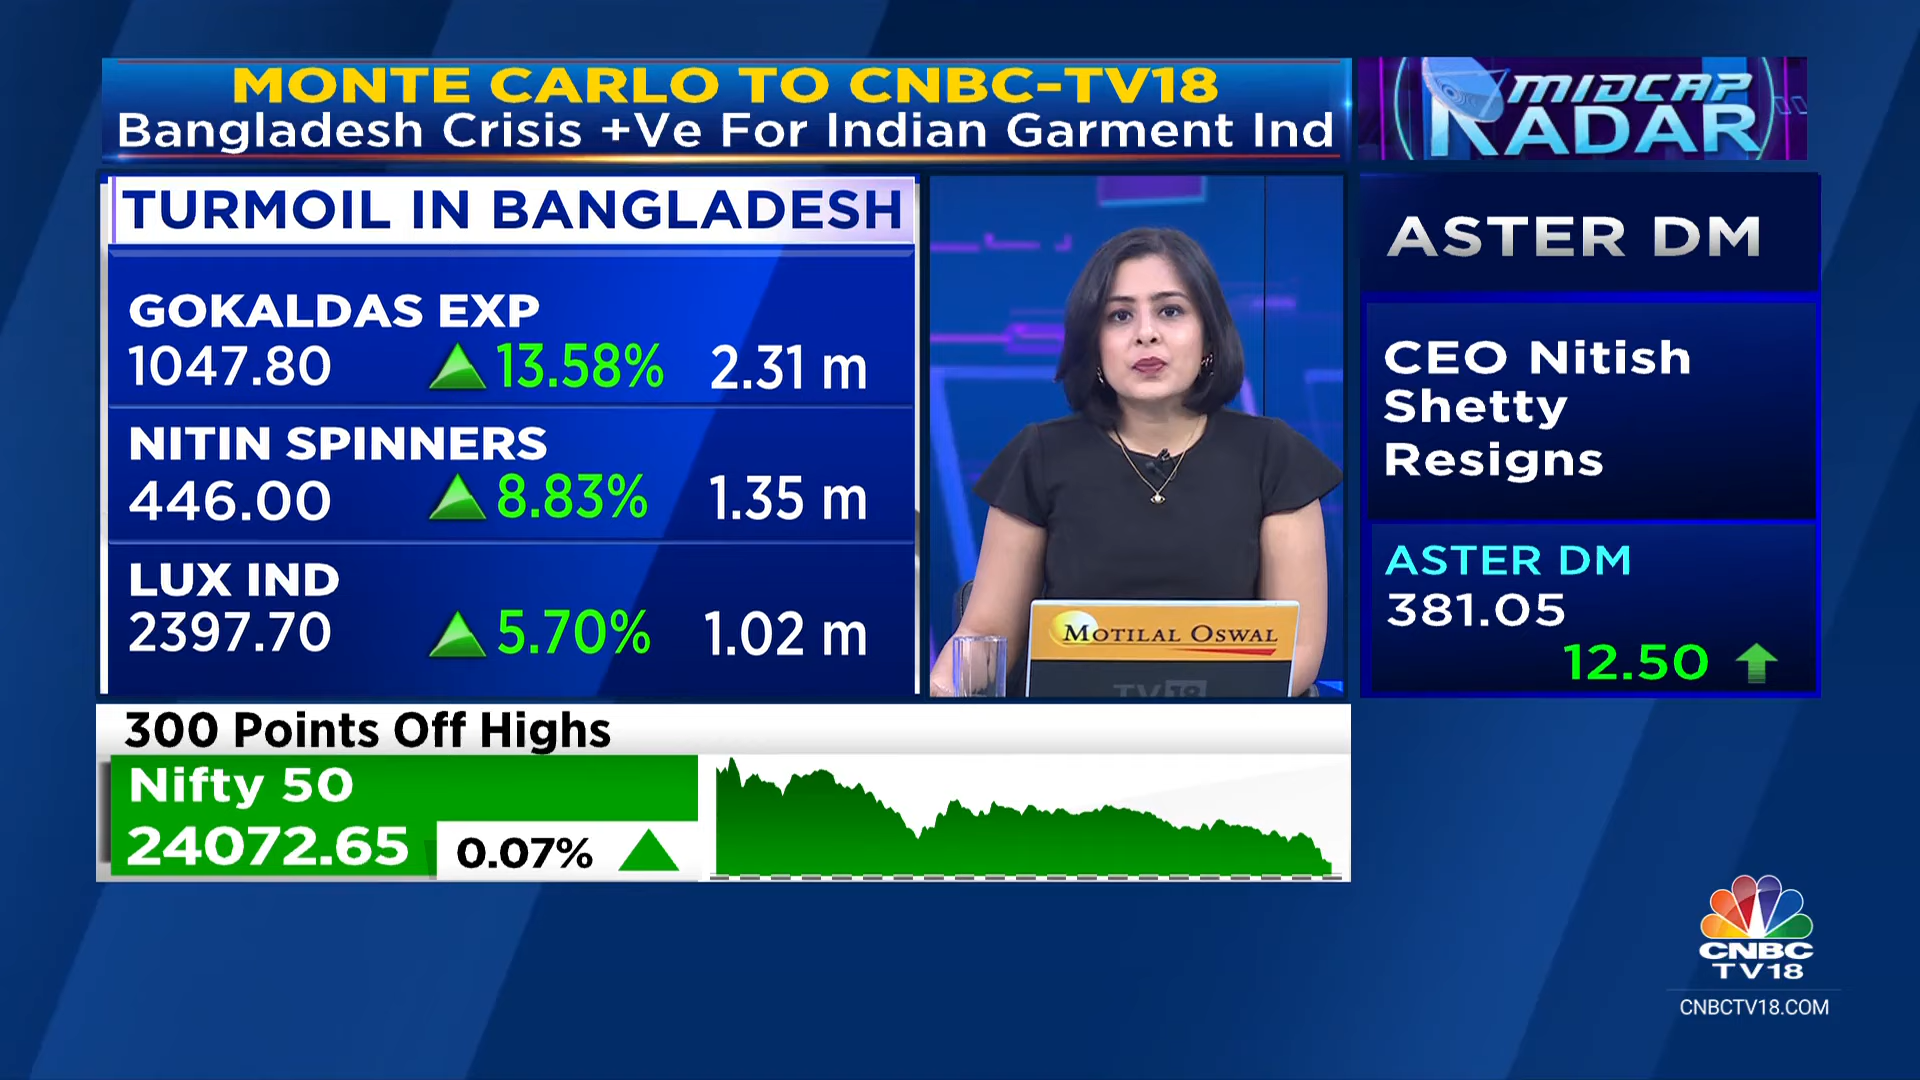 MONTE CARLO TO CNBC-TV18
Bangladesh Crisis +Ve For Indian Garment Ind
MIDCAP
RADAR
TURMOIL IN BANGLADESH
GOKALDAS EXP
1047.80 13.58% 2.31 m
NITIN SPINNERS
446.00 8.83% 1.35 m
LUX IND
2397.70 5.70% 1.02 m
MOTILAL OSWAL
TV18
ASTER DM
CEO Nitish
Shetty
Resigns
ASTER DM
381.05
12.50
300 Points Off Highs
Nifty 50
24072.65 0.07%
CNBC
TV18
CNBCTV18.COM